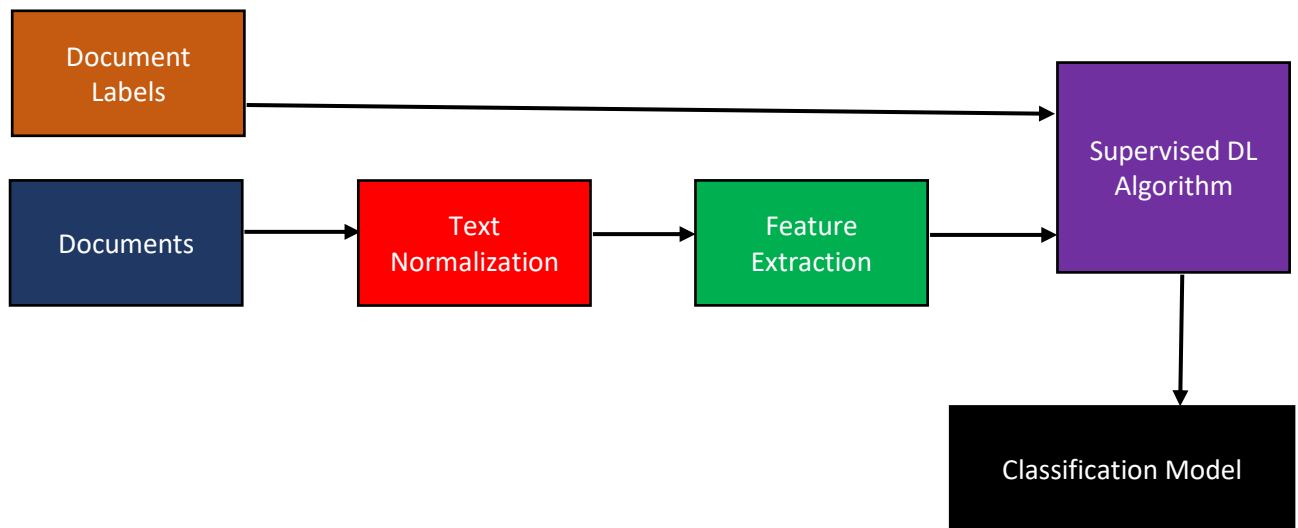 Document
Labels
Supervised DL
Algorithm
Documents
Text
Normalization
Feature
Extraction
Classification Model